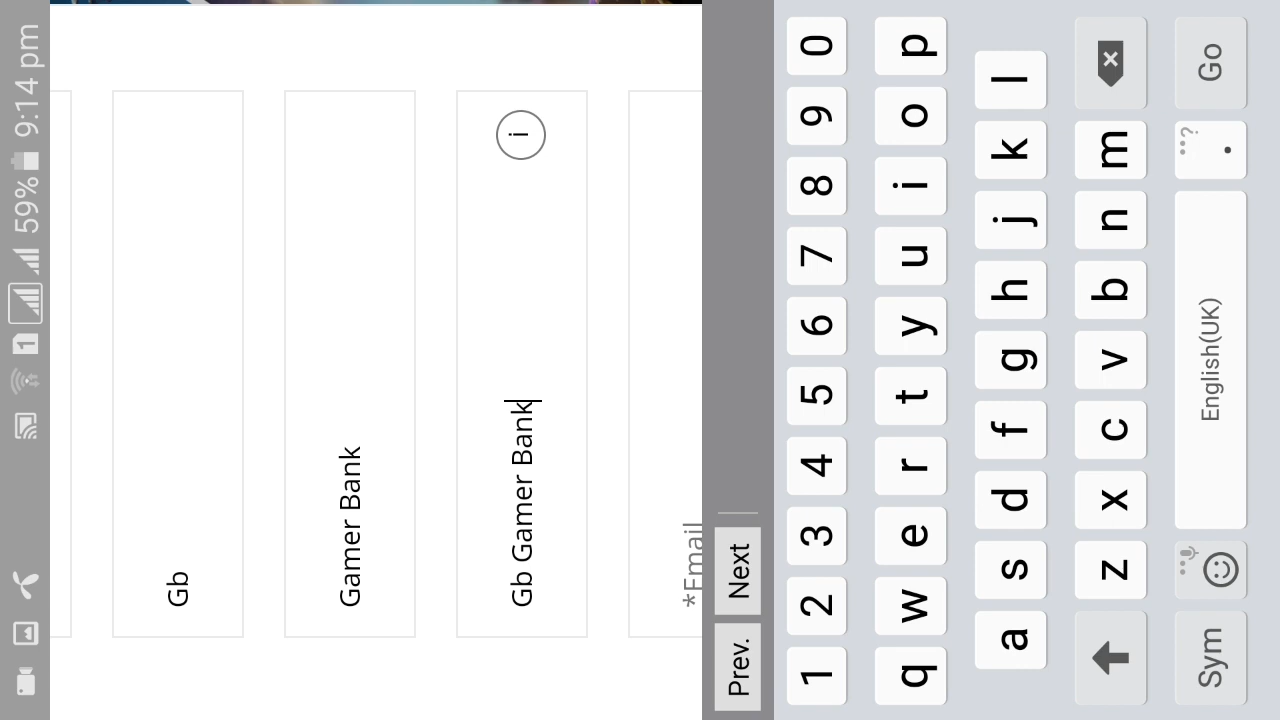 59% 9:14 pm
Gb
Gamer Bank
Gb Gamer Bank
i
*Email
Prev. Next
1 2 3 4 5 6 7 8 9 0
q w e r t y u i o p
a s d f g h j k l
z x c v b n m
Sym English(UK) . Go